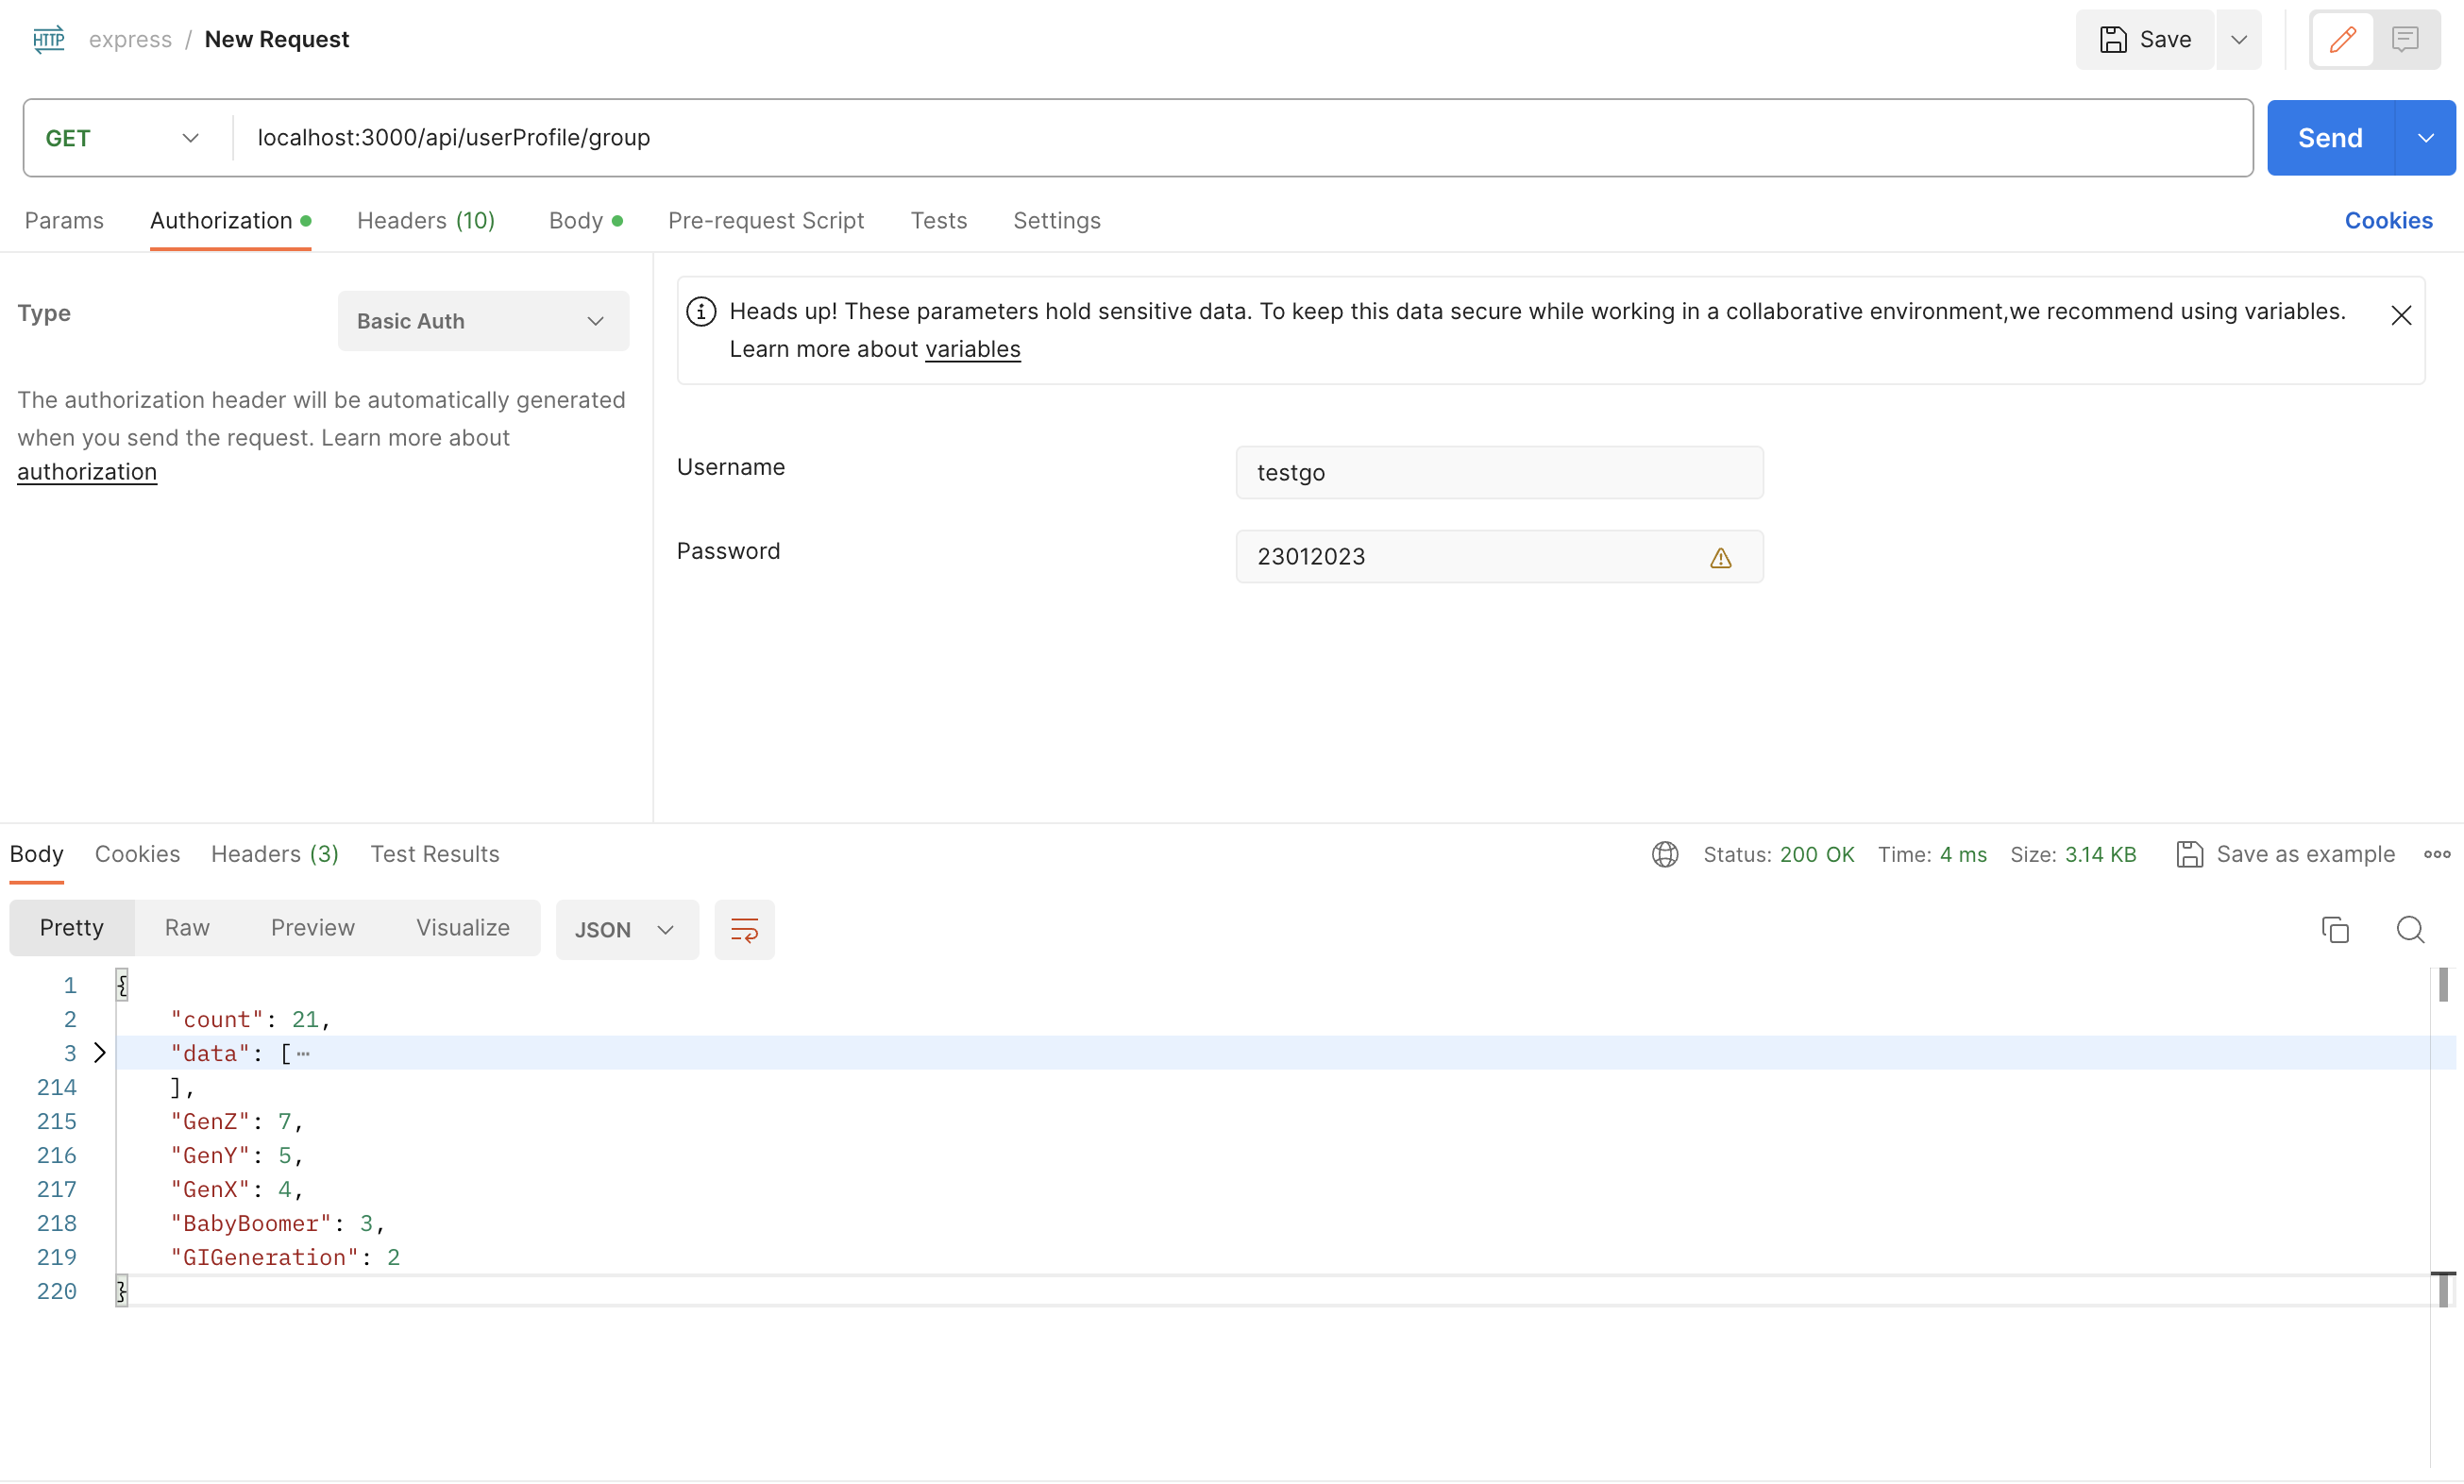 HTTP express / New Request
Save
GET localhost:3000/api/userProfile/group Send
Params Authorization Headers (10) Body Pre-request Script Tests Settings Cookies
Type Basic Auth
The authorization header will be automatically generated
when you send the request. Learn more about
authorization
Heads up! These parameters hold sensitive data. To keep this data secure while working in a collaborative environment,we recommend using variables.
Learn more about variables
Username testgo
Password 23012023
Body Cookies Headers (3) Test Results Status: 200 OK Time: 4 ms Size: 3.14 KB Save as example
Pretty Raw Preview Visualize JSON
1 {
2 "count": 21,
3 "data": [⋯
214 ],
215 "GenZ": 7,
216 "GenY": 5,
217 "GenX": 4,
218 "BabyBoomer": 3,
219 "GIGeneration": 2
220 }